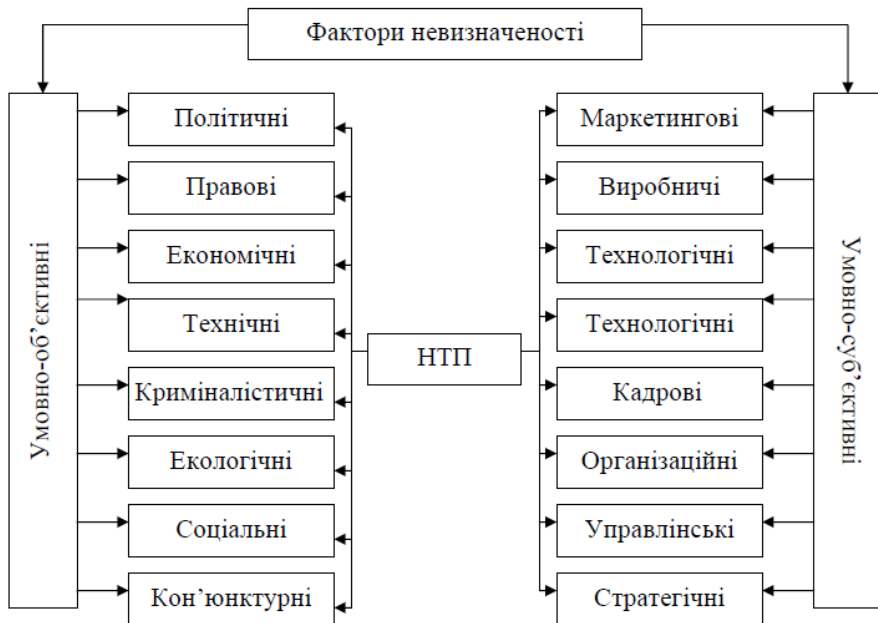 Фактори невизначеності
Умовно-об’єктивні
Політичні
Правові
Економічні
Технічні
Криміналістичні
Екологічні
Соціальні
Кон’юнктурні
НТП
Маркетингові
Виробничі
Технологічні
Технологічні
Кадрові
Організаційні
Управлінські
Стратегічні
Умовно-суб’єктивні